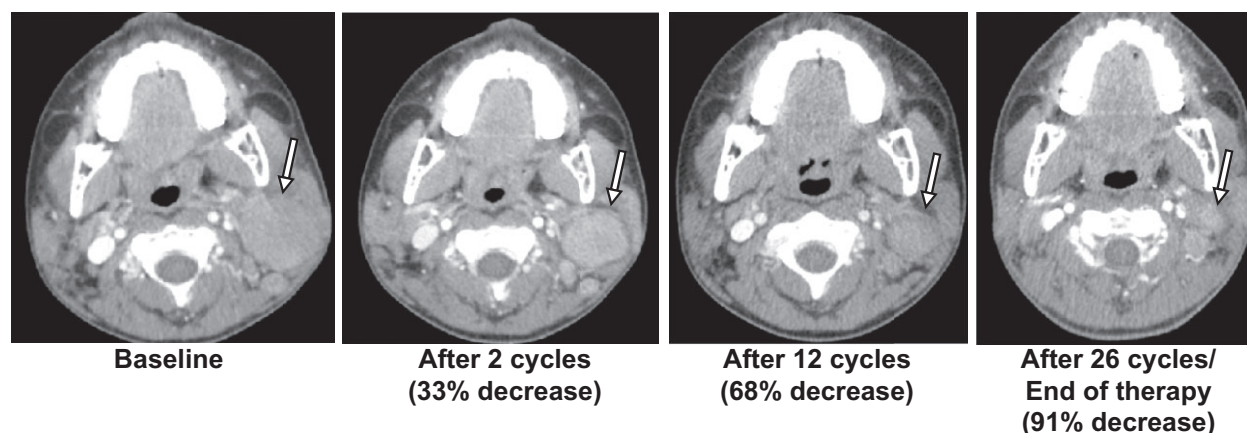 Baseline
After 2 cycles
(33% decrease)
After 12 cycles
(68% decrease)
After 26 cycles/
End of therapy
(91% decrease)